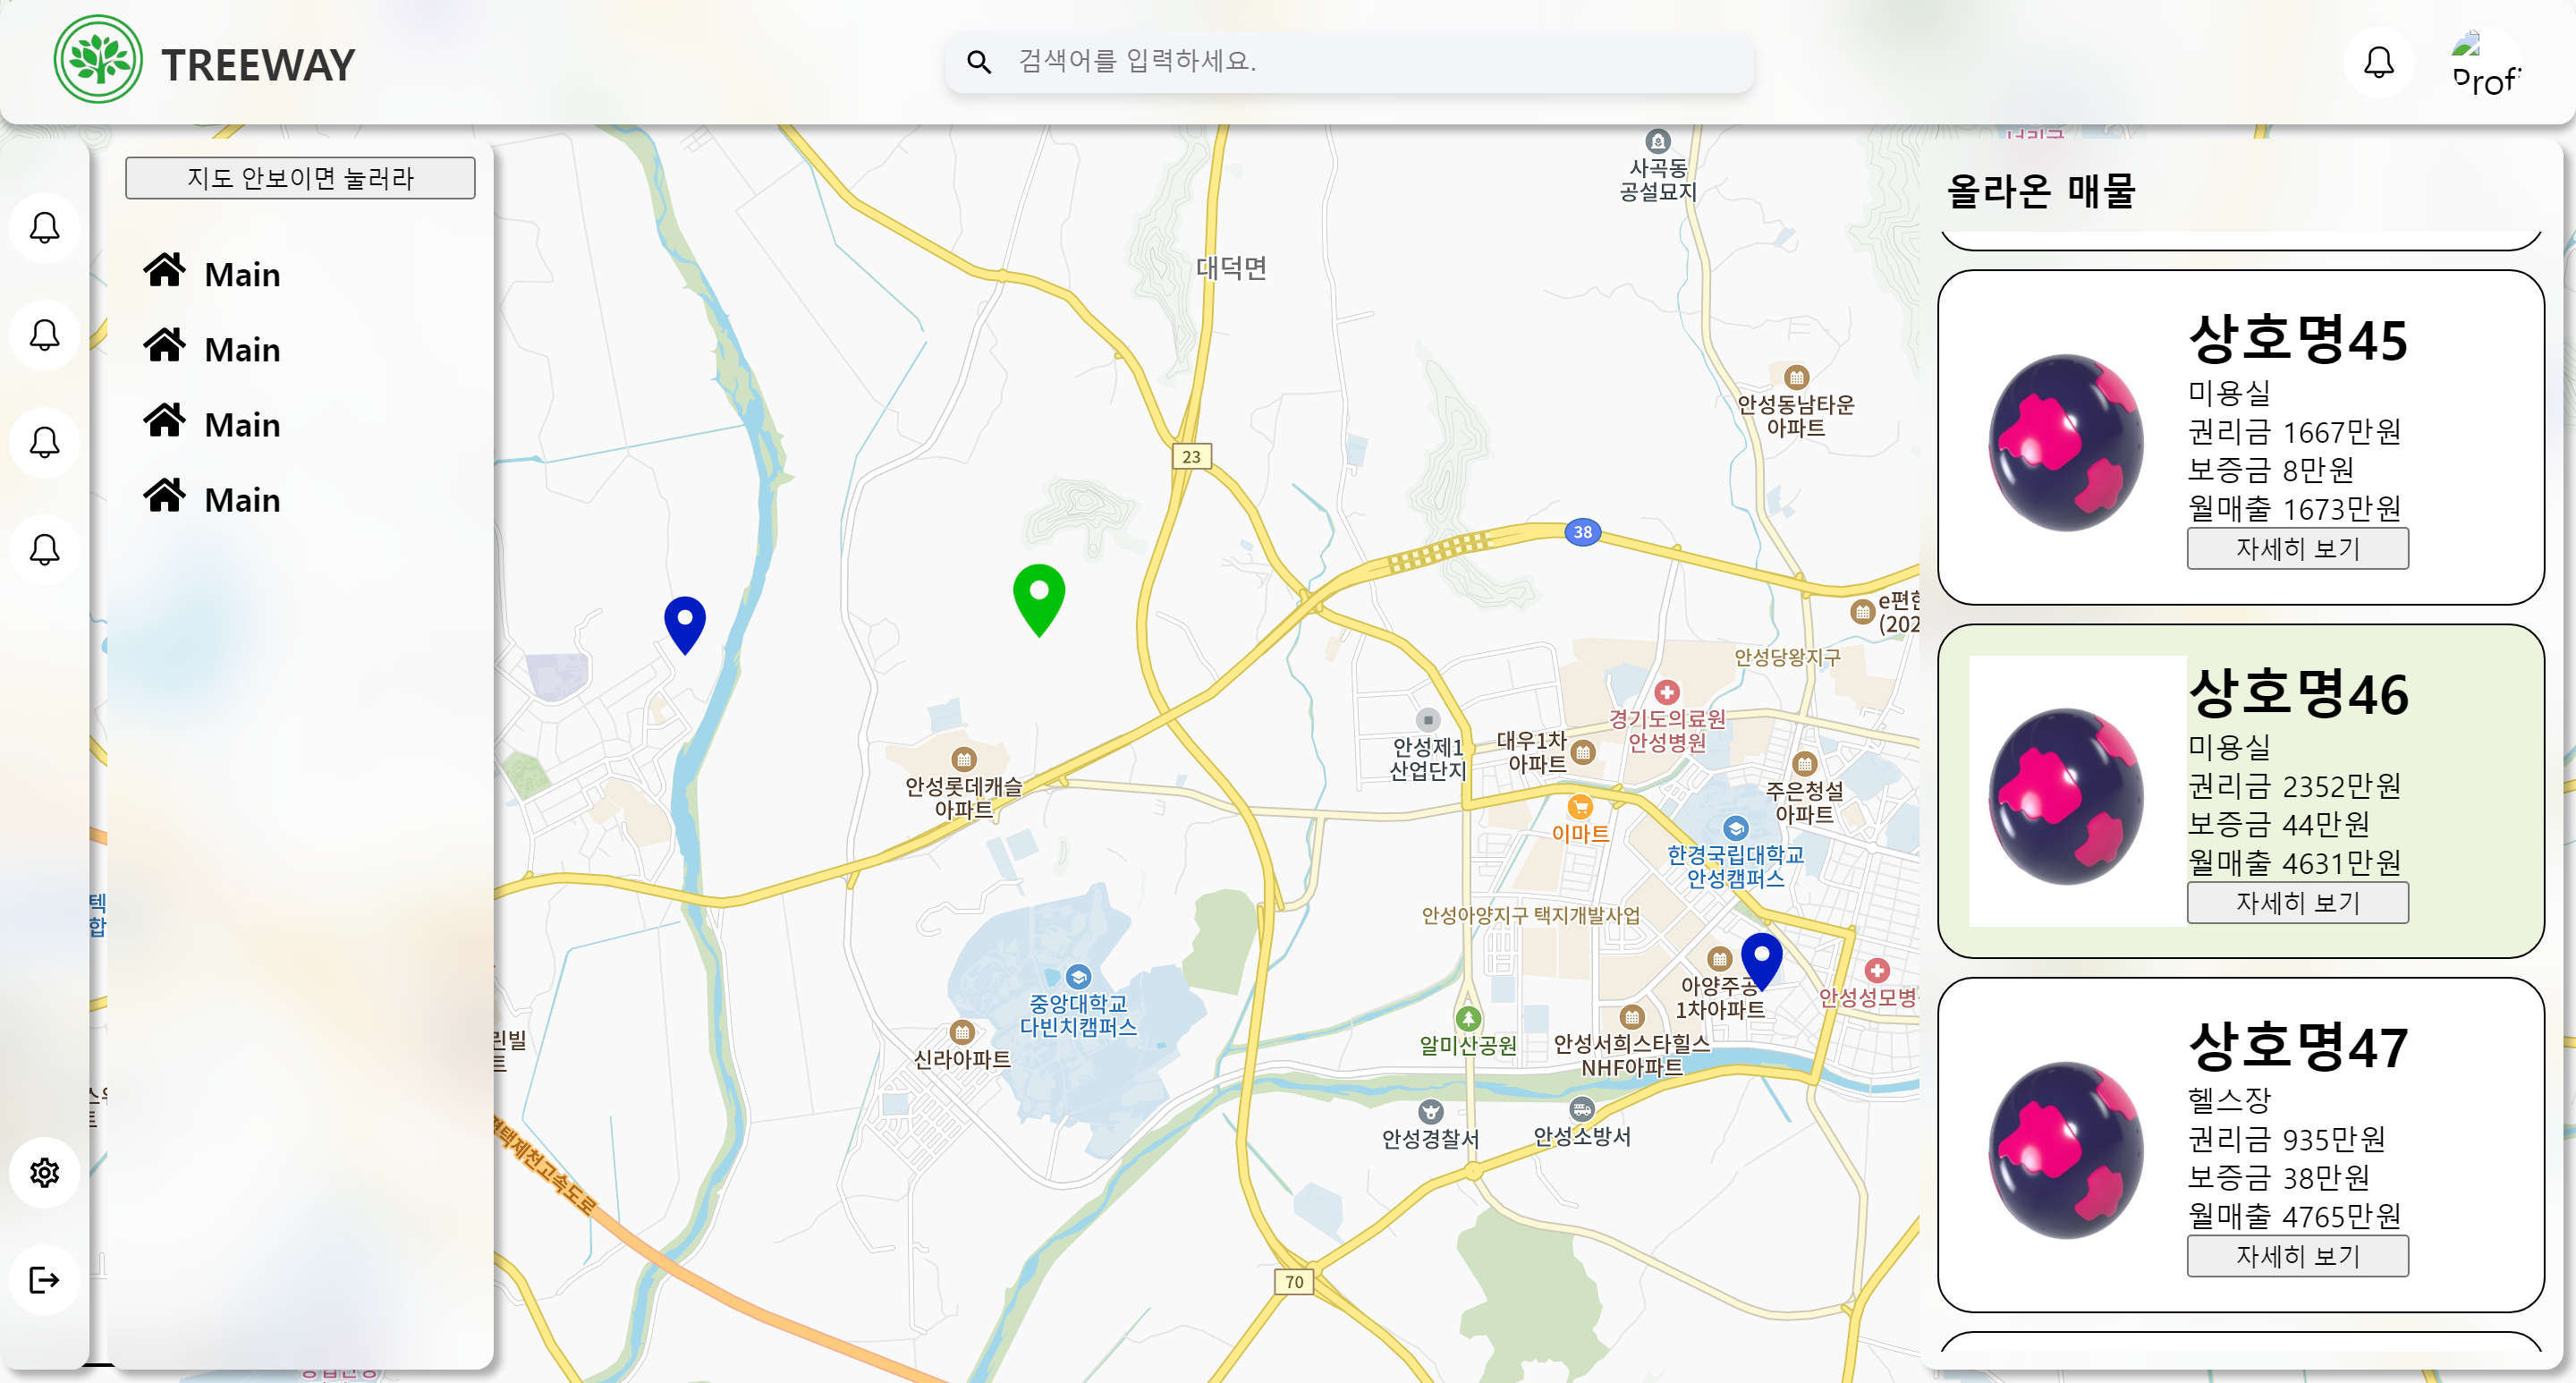 TREEWAY
검색어를 입력하세요.
Prof
지도 안보이면 눌러라
Main
Main
Main
Main
사곡동
공설묘지
대덕면
안성동남타운
아파트
23
38
e편한
(202
안성당왕지구
경기도의료원
안성병원
안성제1
산업단지
대우1차
아파트
안성롯데캐슬
아파트
주은청설
아파트
이마트
한경국립대학교
안성캠퍼스
텍
합
안성아양지구 택지개발사업
아양주공
1차아파트
안성성모병
중앙대학교
다빈치캠퍼스
신라아파트
린빌
트
알미산공원
안성서희스타힐스
NHF아파트
안성경찰서
안성소방서
평택제천고속도로
70
올라온 매물
상호명45
미용실
권리금 1667만원
보증금 8만원
월매출 1673만원
자세히 보기
상호명46
미용실
권리금 2352만원
보증금 44만원
월매출 4631만원
자세히 보기
상호명47
헬스장
권리금 935만원
보증금 38만원
월매출 4765만원
자세히 보기